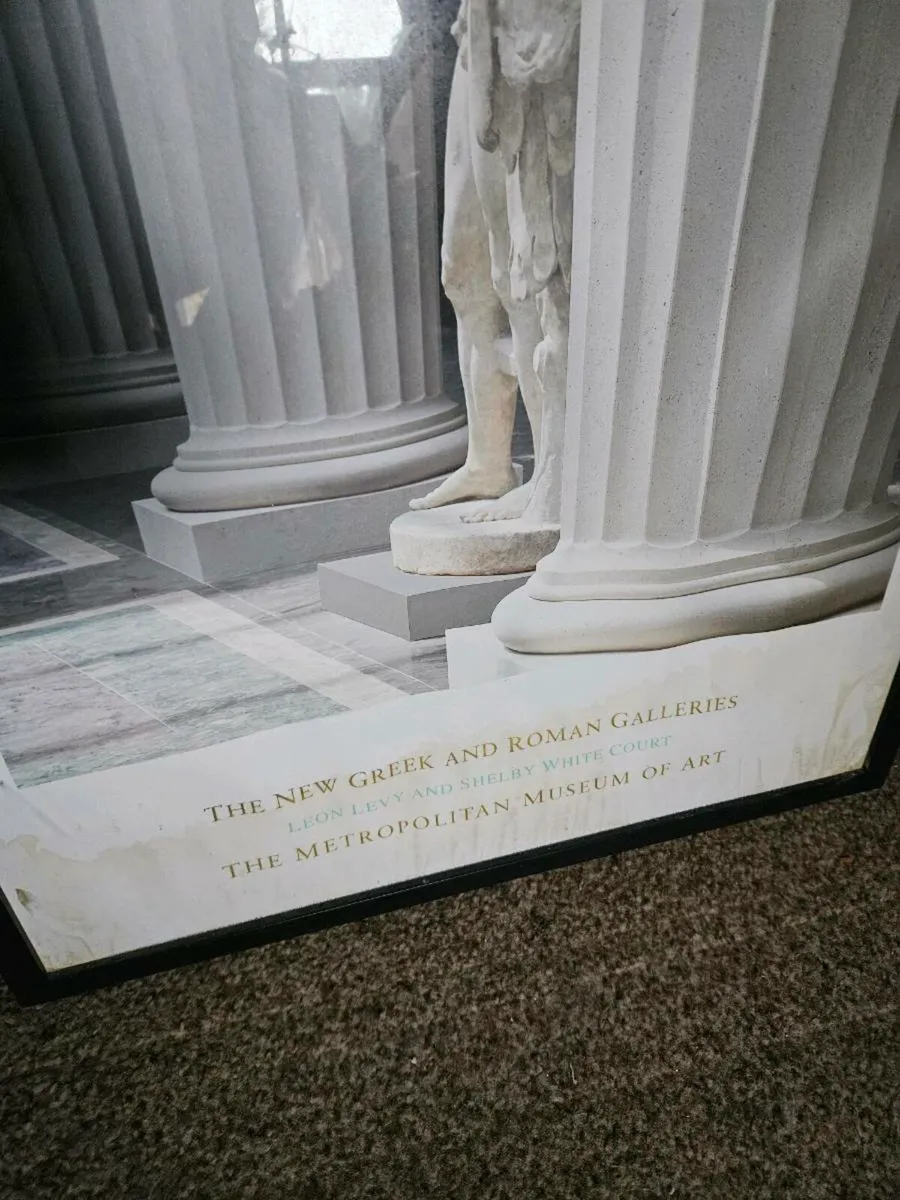 THE NEW GREEK AND ROMAN GALLERIES
LEON LEVY AND SHELBY WHITE COURT
THE METROPOLITAN MUSEUM OF ART